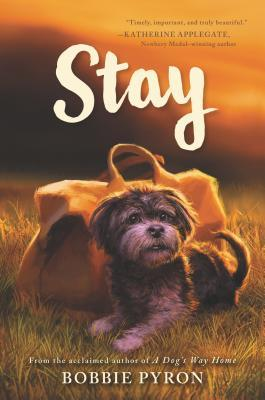 "Timely, important, and truly beautiful."
—KATHERINE APPLEGATE,
Newbery Medal–winning author
Stay
From the acclaimed author of A Dog's Way Home
BOBBIE PYRON